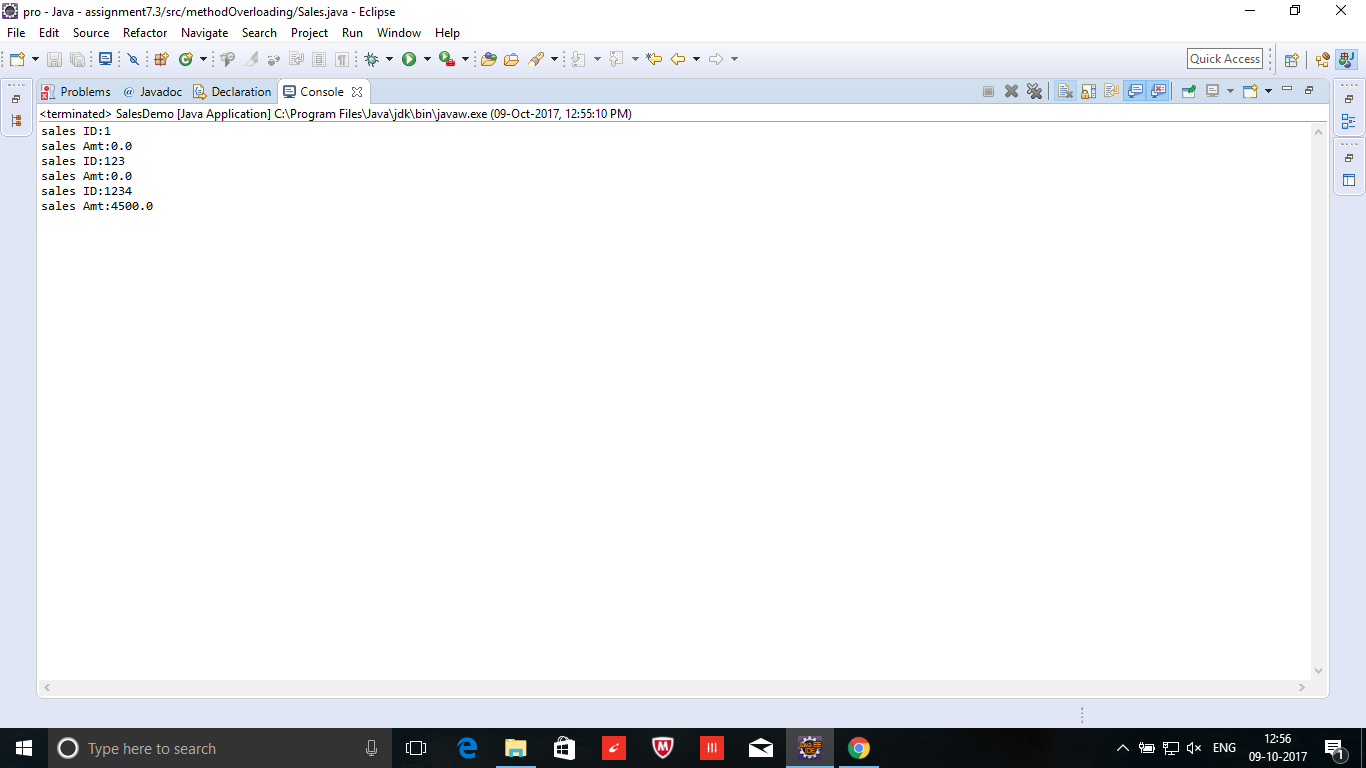 pro - Java - assignment7.3/src/methodOverloading/Sales.java - Eclipse
File Edit Source Refactor Navigate Search Project Run Window Help
Quick Access
Problems @ Javadoc Declaration Console
<terminated> SalesDemo [Java Application] C:\Program Files\Java\jdk\bin\javaw.exe (09-Oct-2017, 12:55:10 PM)
sales ID:1
sales Amt:0.0
sales ID:123
sales Amt:0.0
sales ID:1234
sales Amt:4500.0
Type here to search
ENG
12:56
09-10-2017
1